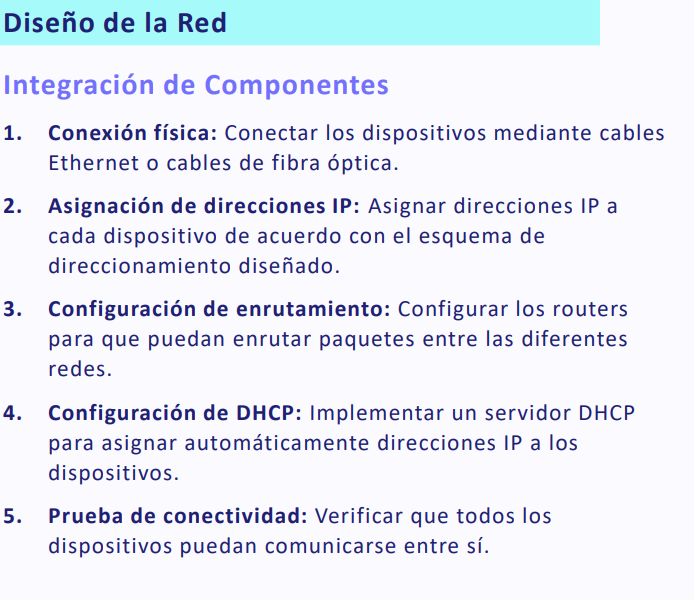 Diseño de la Red
Integración de Componentes
1. Conexión física: Conectar los dispositivos mediante cables
Ethernet o cables de fibra óptica.
2. Asignación de direcciones IP: Asignar direcciones IP a
cada dispositivo de acuerdo con el esquema de
direccionamiento diseñado.
3. Configuración de enrutamiento: Configurar los routers
para que puedan enrutar paquetes entre las diferentes
redes.
4. Configuración de DHCP: Implementar un servidor DHCP
para asignar automáticamente direcciones IP a los
dispositivos.
5. Prueba de conectividad: Verificar que todos los
dispositivos puedan comunicarse entre sí.